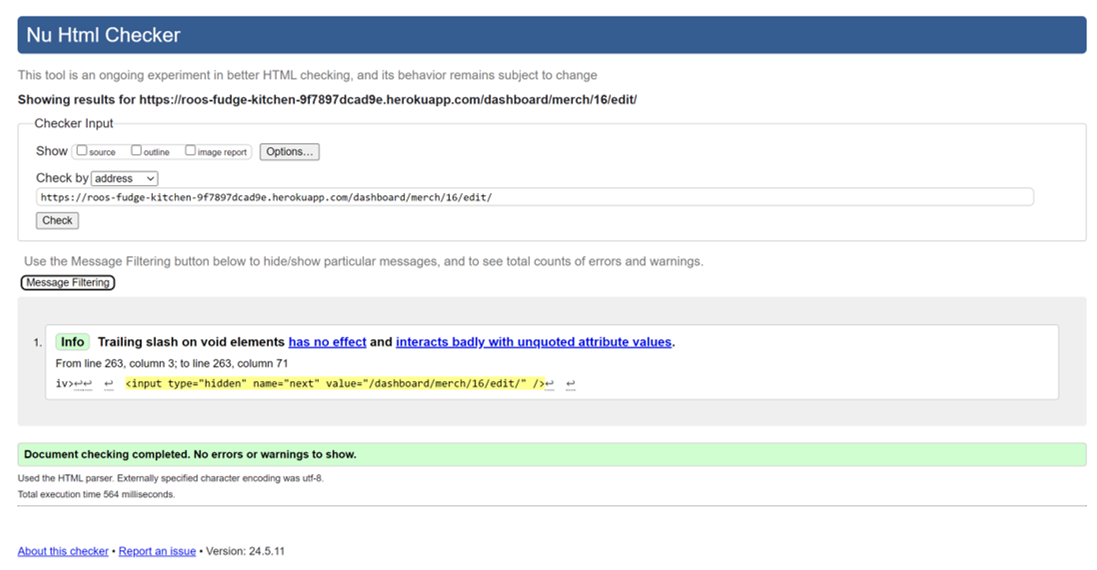 Nu Html Checker
This tool is an ongoing experiment in better HTML checking, and its behavior remains subject to change
Showing results for https://roos-fudge-kitchen-9f7897dcad9e.herokuapp.com/dashboard/merch/16/edit/
Checker Input
Show source outline image report Options...
Check by address
https://roos-fudge-kitchen-9f7897dcad9e.herokuapp.com/dashboard/merch/16/edit/
Check
Use the Message Filtering button below to hide/show particular messages, and to see total counts of errors and warnings.
Message Filtering
1. Info Trailing slash on void elements has no effect and interacts badly with unquoted attribute values.
From line 263, column 3; to line 263, column 71
iv>↩↩ ↩ <input type="hidden" name="next" value="/dashboard/merch/16/edit/" />↩ ↩
Document checking completed. No errors or warnings to show.
Used the HTML parser. Externally specified character encoding was utf-8.
Total execution time 564 milliseconds.
About this checker • Report an issue • Version: 24.5.11